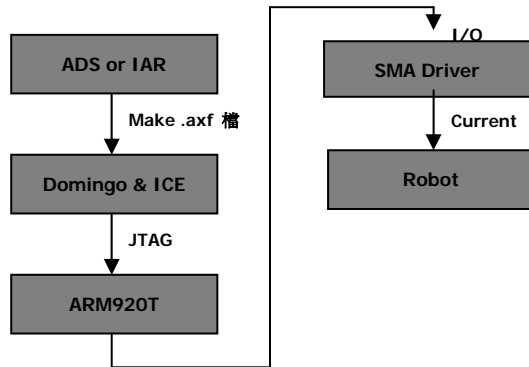 ADS or IAR
Make .axf 檔
Domingo & ICE
JTAG
ARM920T
I/O
SMA Driver
Current
Robot